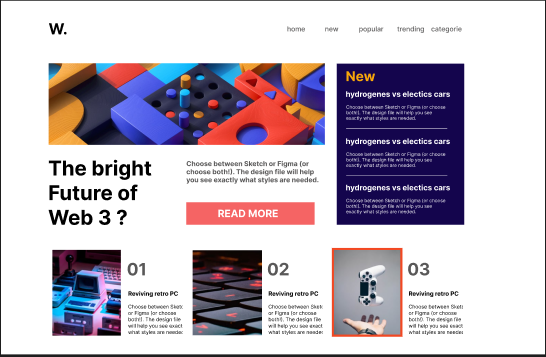 W.
home new popular trending categorie
New
hydrogenes vs electics cars
Choose between Sketch or Figma (or choose
both!). The design file will help you see
exactly what styles are needed.
hydrogenes vs electics cars
Choose between Sketch or Figma (or choose
both!). The design file will help you see
exactly what styles are needed.
hydrogenes vs electics cars
Choose between Sketch or Figma (or choose
both!). The design file will help you see
exactly what styles are needed.
The bright
Future of
Web 3 ?
Choose between Sketch or Figma (or
choose both!). The design file will help
you see exactly what styles are needed.
READ MORE
01
Reviving retro PC
Choose between Sketc
or Figma (or choose
both!). The design file
will help you see exact
what styles are needec
02
Reviving retro PC
Choose between Sketc
or Figma (or choose
both!). The design file
will help you see exact
what styles are needec
03
Reviving retro PC
Choose between Sketc
or Figma (or choose
both!). The design file
will help you see exact
what styles are needec